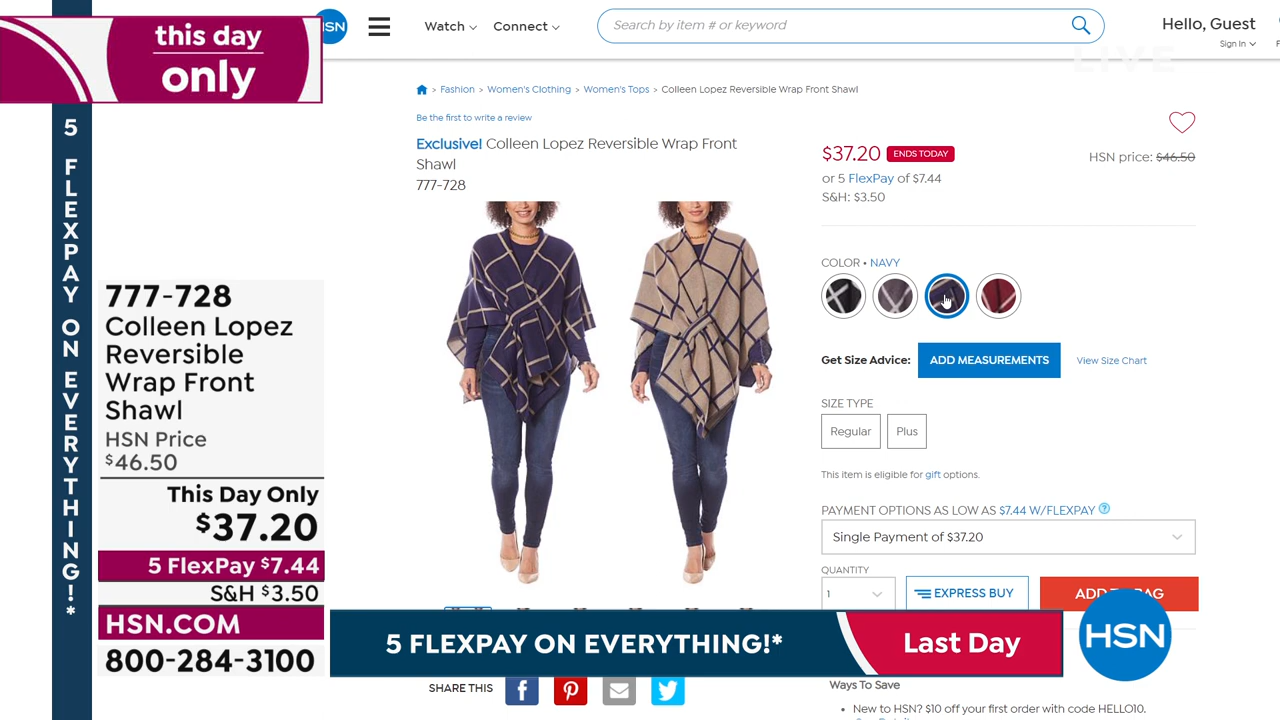 this day
only
5 FLEXPAY ON EVERYTHING!*
777-728
Colleen Lopez
Reversible
Wrap Front
Shawl
HSN Price
$46.50
This Day Only
$37.20
5 FlexPay $7.44
S&H $3.50
HSN.COM
800-284-3100
HSN
Watch
Connect
Search by item # or keyword
Hello, Guest
Sign In
LIVE
Fashion > Women's Clothing > Women's Tops > Colleen Lopez Reversible Wrap Front Shawl
Be the first to write a review
Exclusive! Colleen Lopez Reversible Wrap Front
Shawl
777-728
$37.20 ENDS TODAY
HSN price: $46.50
or 5 FlexPay of $7.44
S&H: $3.50
COLOR • NAVY
Get Size Advice: ADD MEASUREMENTS View Size Chart
SIZE TYPE
Regular Plus
This item is eligible for gift options.
PAYMENT OPTIONS AS LOW AS $7.44 W/FLEXPAY ?
Single Payment of $37.20
QUANTITY
1
EXPRESS BUY
ADD TO BAG
5 FLEXPAY ON EVERYTHING!*
Last Day
HSN
SHARE THIS
Ways To Save
New to HSN? $10 off your first order with code HELLO10.